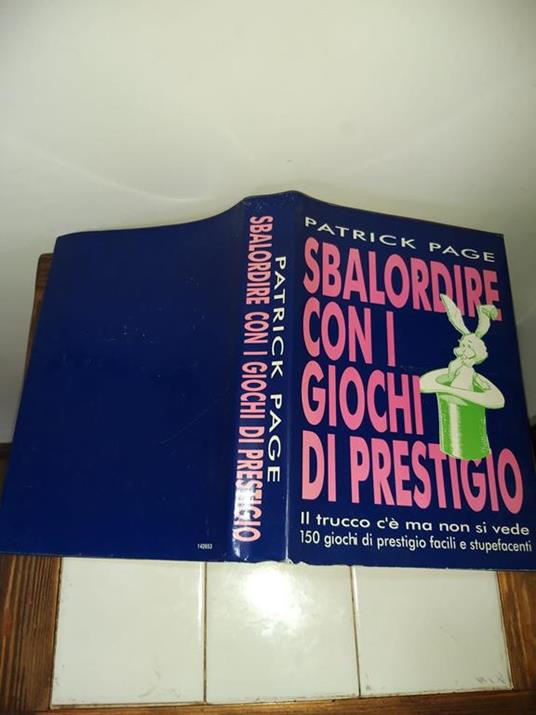 PATRICK PAGE
SBALORDIRE
CON I
GIOCHI
DI PRESTIGIO
Il trucco c'è ma non si vede
150 giochi di prestigio facili e stupefacenti
PATRICK PAGE
SBALORDIRE CON I GIOCHI DI PRESTIGIO
142653